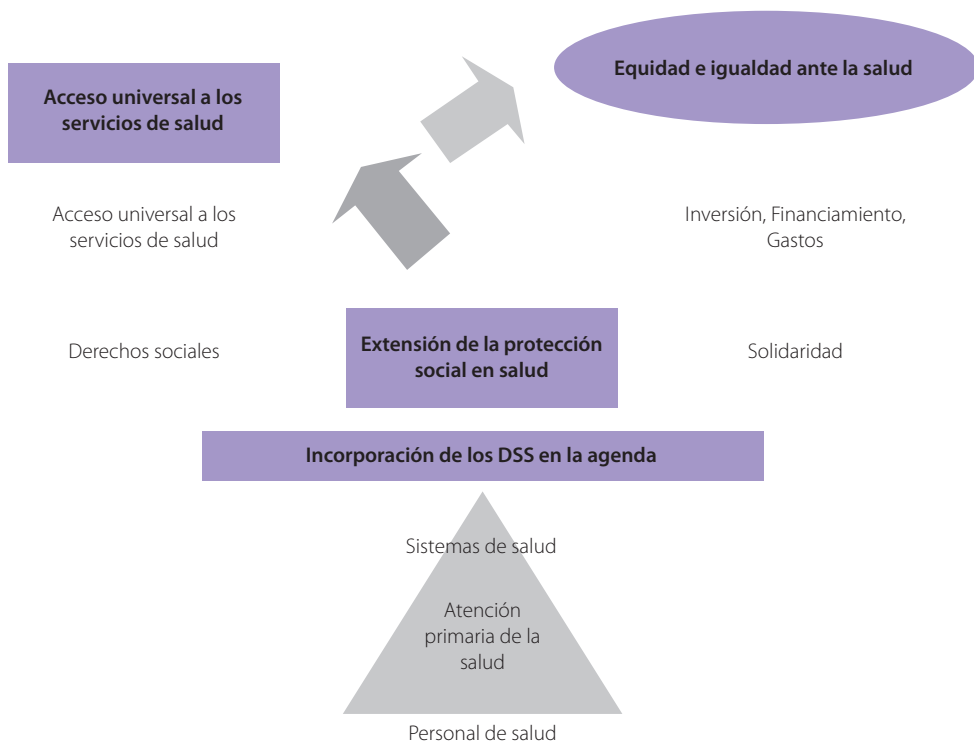 Equidad e igualdad ante la salud
Acceso universal a los
servicios de salud
Acceso universal a los
servicios de salud
Inversión, Financiamiento,
Gastos
Derechos sociales
Extensión de la protección
social en salud
Solidaridad
Incorporación de los DSS en la agenda
Sistemas de salud
Atención
primaria de la
salud
Personal de salud